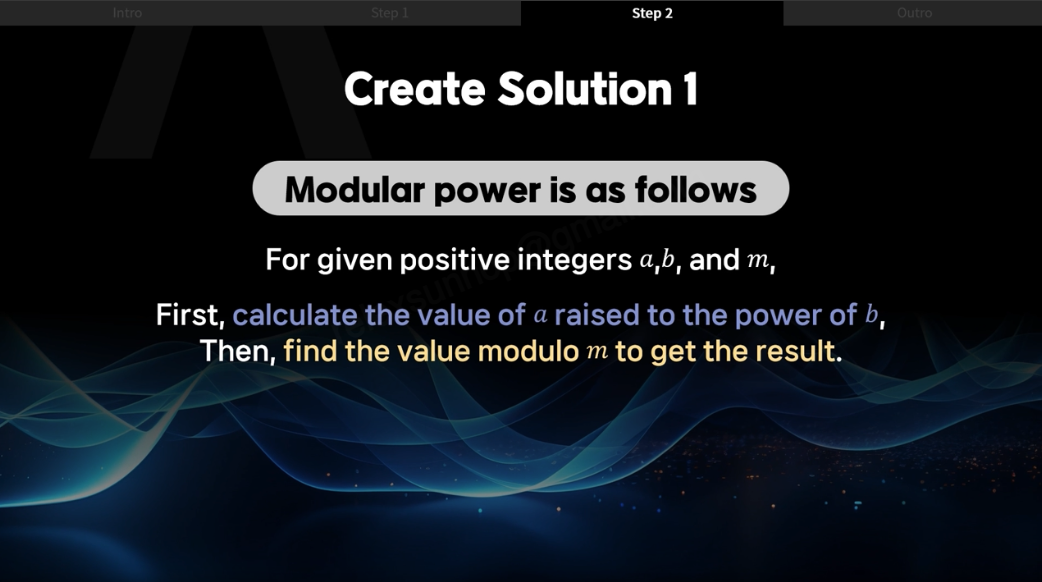 Intro
Step 1
Step 2
Outro
Create Solution 1
Modular power is as follows
For given positive integers a,b, and m,
First, calculate the value of a raised to the power of b,
Then, find the value modulo m to get the result.